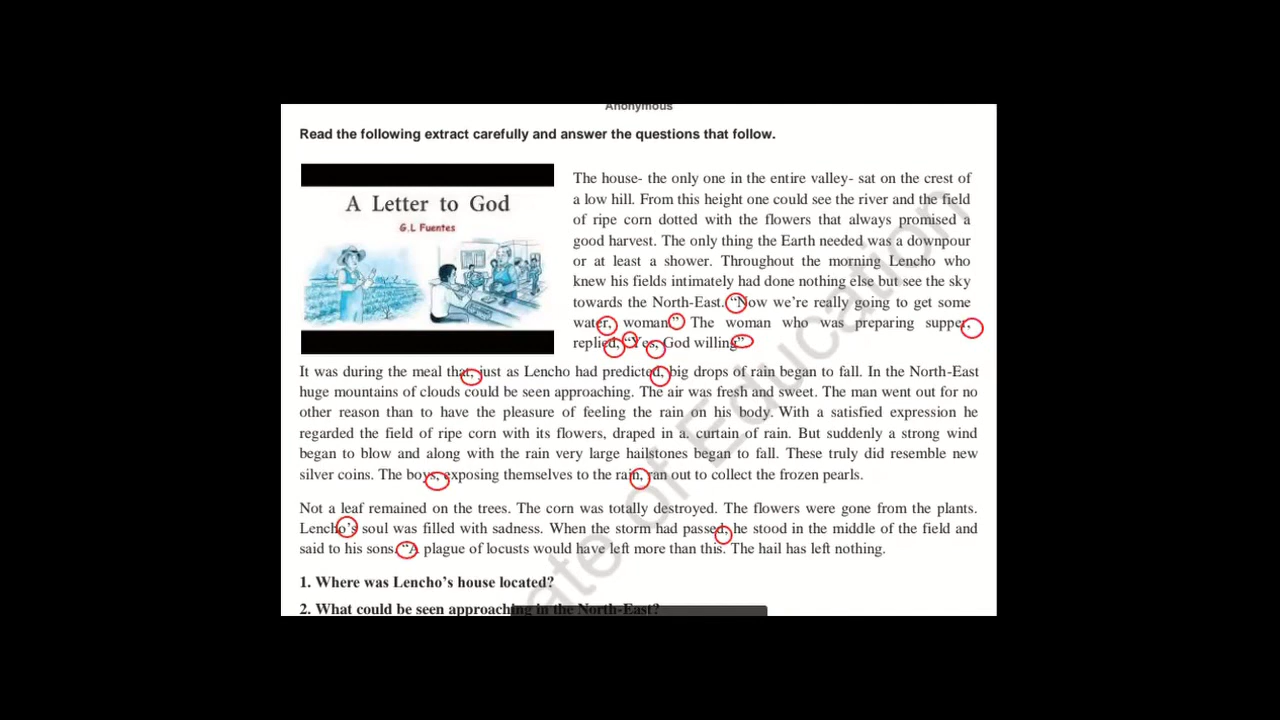 Anonymous
Read the following extract carefully and answer the questions that follow.
A Letter to God
G.L Fuentes
The house- the only one in the entire valley- sat on the crest of
a low hill. From this height one could see the river and the field
of ripe corn dotted with the flowers that always promised a
good harvest. The only thing the Earth needed was a downpour
or at least a shower. Throughout the morning Lencho who
knew his fields intimately had done nothing else but see the sky
towards the North-East. “Now we’re really going to get some
water, woman.” The woman who was preparing supper,
replied, “Yes, God willing”
It was during the meal that, just as Lencho had predicted, big drops of rain began to fall. In the North-East
huge mountains of clouds could be seen approaching. The air was fresh and sweet. The man went out for no
other reason than to have the pleasure of feeling the rain on his body. With a satisfied expression he
regarded the field of ripe corn with its flowers, draped in a. curtain of rain. But suddenly a strong wind
began to blow and along with the rain very large hailstones began to fall. These truly did resemble new
silver coins. The boys, exposing themselves to the rain, ran out to collect the frozen pearls.
Not a leaf remained on the trees. The corn was totally destroyed. The flowers were gone from the plants.
Lencho’s soul was filled with sadness. When the storm had passed, he stood in the middle of the field and
said to his sons, “A plague of locusts would have left more than this. The hail has left nothing.
1. Where was Lencho’s house located?
2. What could be seen approaching in the North-East?
ate of Education